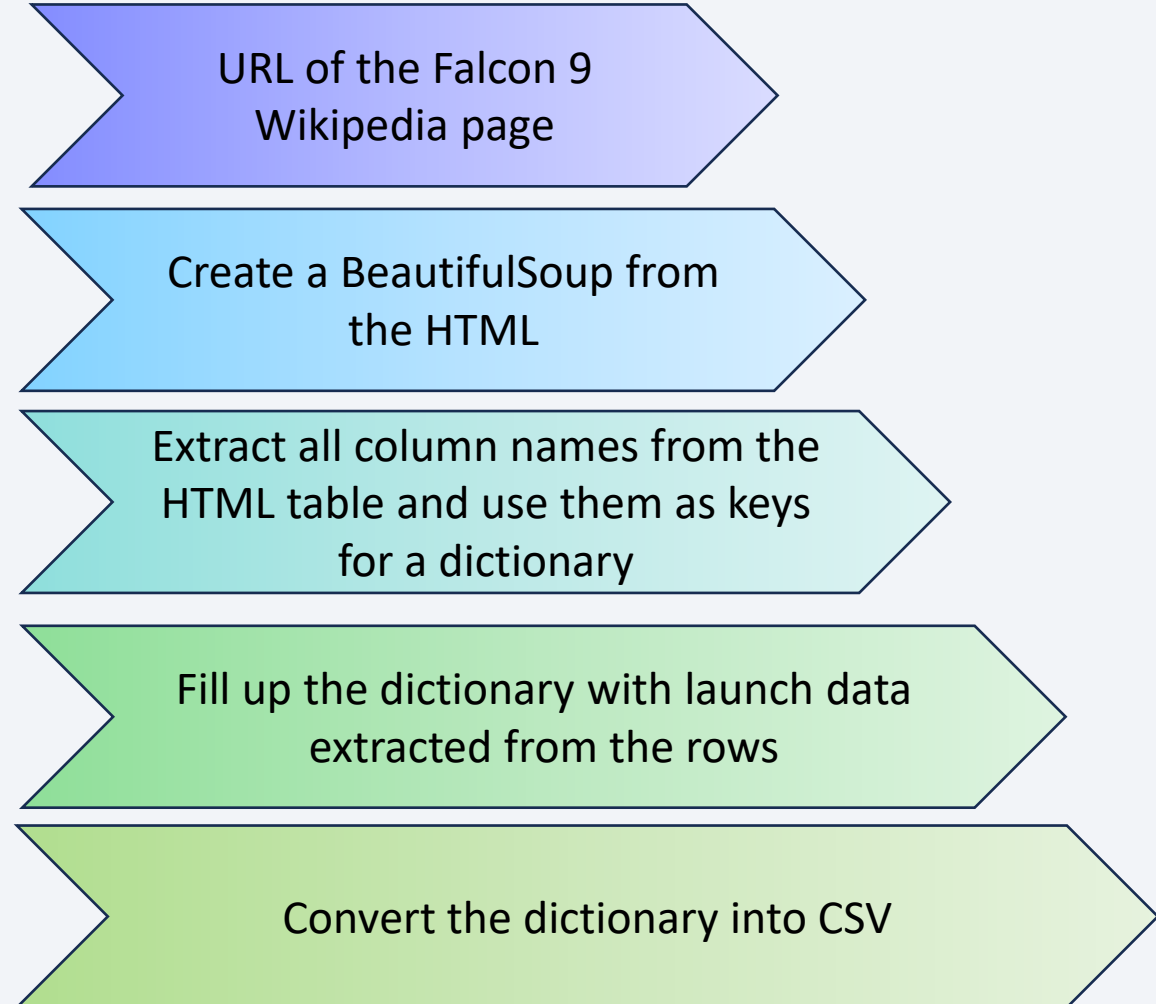 URL of the Falcon 9
Wikipedia page
Create a BeautifulSoup from
the HTML
Extract all column names from the
HTML table and use them as keys
for a dictionary
Fill up the dictionary with launch data
extracted from the rows
Convert the dictionary into CSV